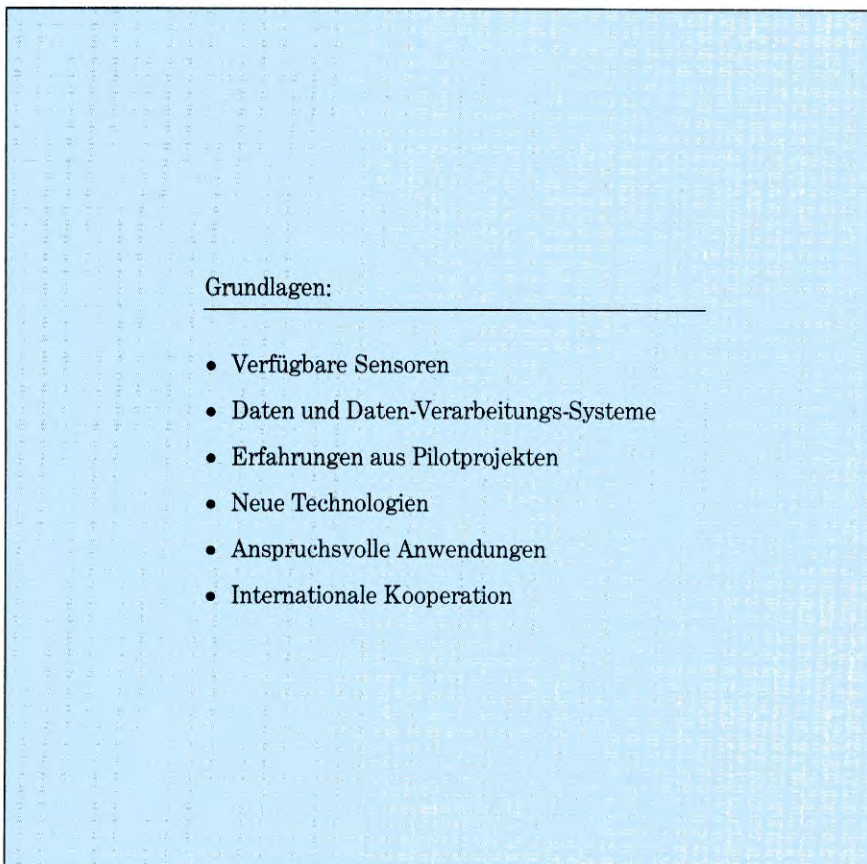 Grundlagen:
• Verfügbare Sensoren
• Daten und Daten-Verarbeitungs-Systeme
• Erfahrungen aus Pilotprojekten
• Neue Technologien
• Anspruchsvolle Anwendungen
• Internationale Kooperation